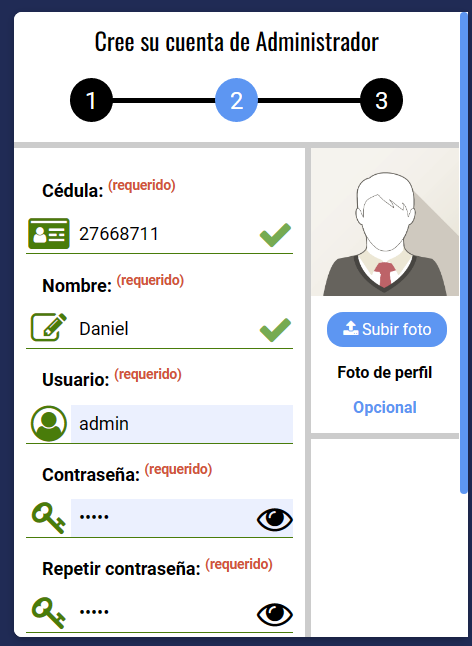 Cree su cuenta de Administrador
1 2 3
Cédula: (requerido)
27668711
Nombre: (requerido)
Daniel
Usuario: (requerido)
admin
Contraseña: (requerido)
•••••
Repetir contraseña: (requerido)
•••••
Subir foto
Foto de perfil
Opcional